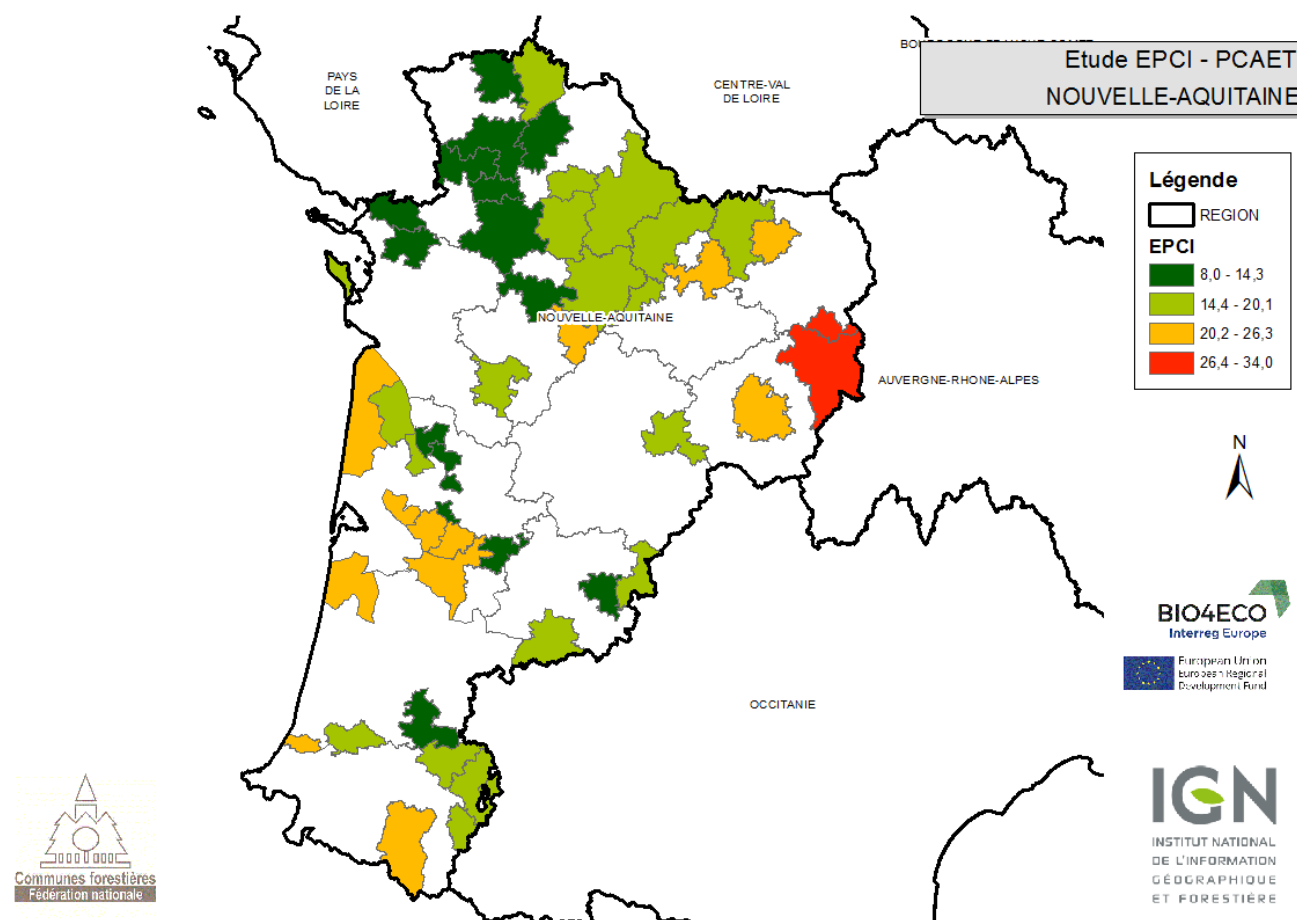 BOURGOGNE-FRANCHE-COMTE
Etude EPCI - PCAET
NOUVELLE-AQUITAINE
PAYS
DE LA
LOIRE
CENTRE-VAL
DE LOIRE
Légende
REGION
EPCI
8,0 - 14,3
14,4 - 20,1
20,2 - 26,3
26,4 - 34,0
NOUVELLE-AQUITAINE
AUVERGNE-RHONE-ALPES
N
OCCITANIE
BIO4ECO
Interreg Europe
European Union
European Regional
Development Fund
IGN
INSTITUT NATIONAL
DE L'INFORMATION
GÉOGRAPHIQUE
ET FORESTIÈRE
Communes forestières
Fédération nationale